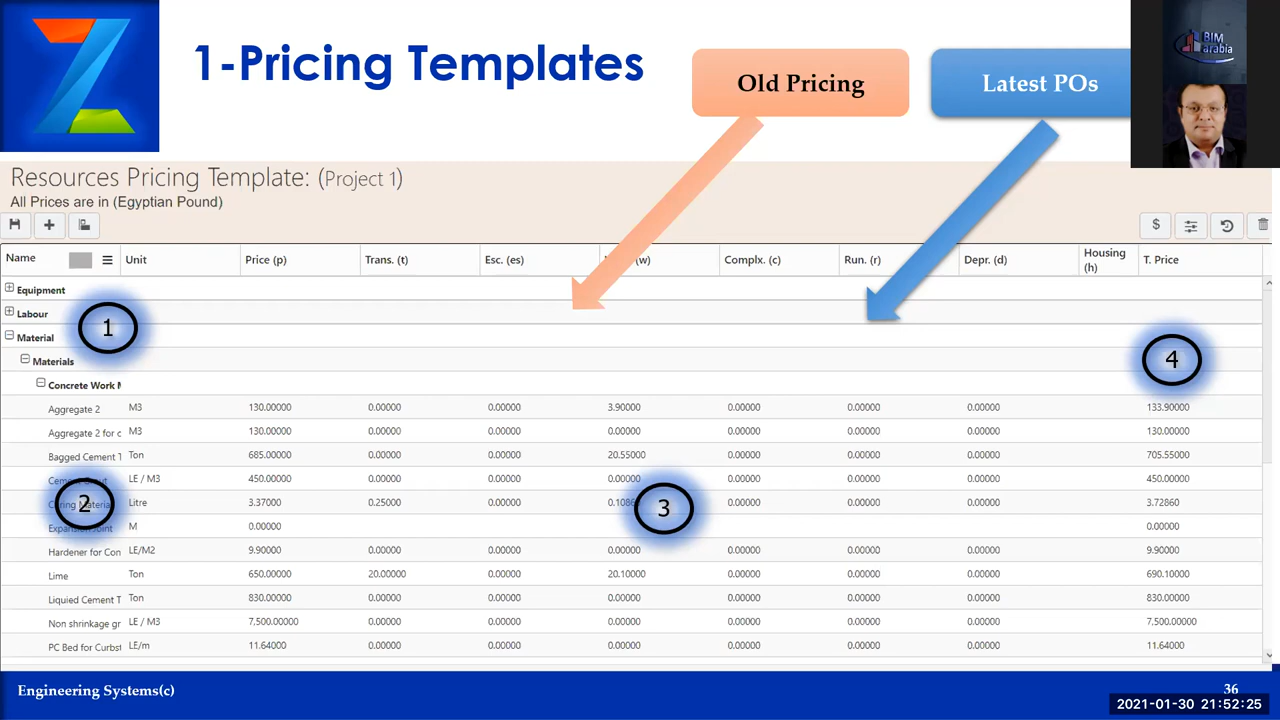 1-Pricing Templates
Old Pricing
Latest POs
BIM
arabia
Resources Pricing Template: (Project 1)
All Prices are in (Egyptian Pound)
$
Name Unit Price (p) Trans. (t) Esc. (es) (w) Complx. (c) Run. (r) Depr. (d) Housing (h) T. Price
Equipment
Labour
1
Material
4
Materials
Concrete Work
Aggregate 2 M3 130.00000 0.00000 0.00000 3.90000 0.00000 0.00000 0.00000 133.90000
Aggregate 2 for c M3 130.00000 0.00000 0.00000 0.00000 0.00000 0.00000 0.00000 130.00000
Bagged Cement T Ton 685.00000 0.00000 0.00000 20.55000 0.00000 0.00000 0.00000 705.55000
LE / M3 450.00000 0.00000 0.00000 0.00000 0.00000 0.00000 0.00000 450.00000
2
3
Litre 3.37000 0.25000 0.00000 0.00000 0.00000 0.00000 3.72860
Expansion Joint M 0.00000 0.00000
Hardener for Con LE/M2 9.90000 0.00000 0.00000 0.00000 0.00000 0.00000 0.00000 9.90000
Lime Ton 650.00000 20.00000 0.00000 20.10000 0.00000 0.00000 0.00000 690.10000
Liquied Cement T Ton 830.00000 0.00000 0.00000 0.00000 0.00000 0.00000 0.00000 830.00000
Non shrinkage gr LE / M3 7,500.00000 0.00000 0.00000 0.00000 0.00000 0.00000 0.00000 7,500.00000
PC Bed for Curbst LE/m 11.64000 0.00000 0.00000 0.00000 0.00000 0.00000 0.00000 11.64000
Engineering Systems(c)
36
2021-01-30 21:52:25